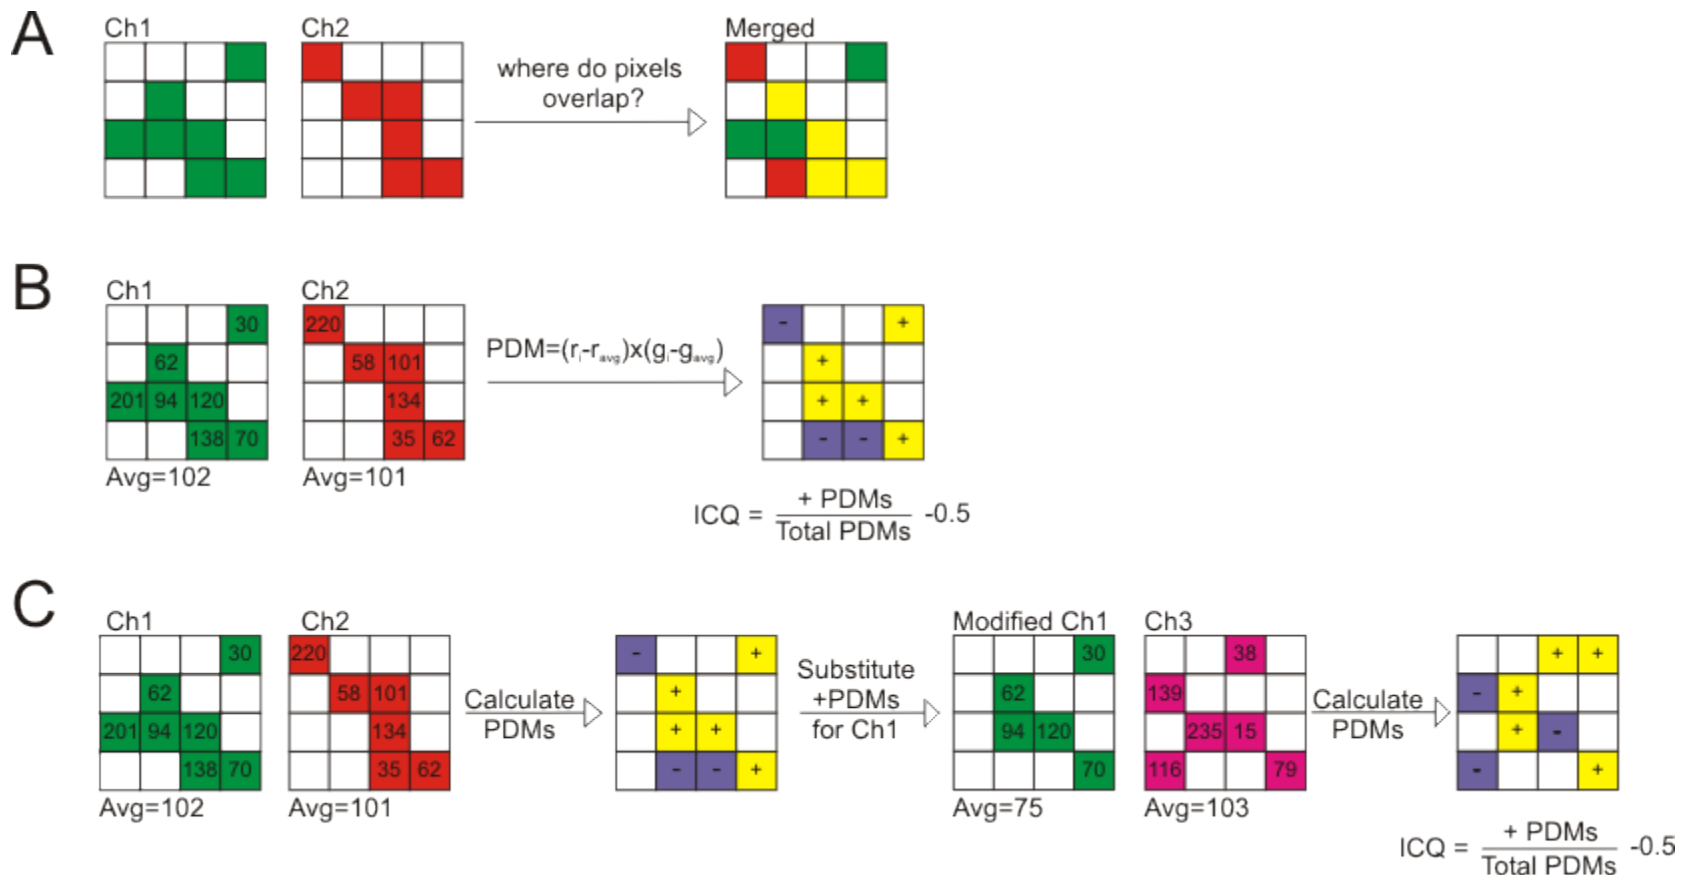 A
Ch1 Ch2 Merged
where do pixels
overlap?
B
Ch1 Ch2
30 220 - +
62 58 101 +
PDM=(ri-ravg)x(gi-gavg)
201 94 120 134 + +
138 70 35 62 - - +
Avg=102 Avg=101
ICQ = + PDMs
Total PDMs -0.5
C
Ch1 Ch2 Modified Ch1 Ch3
30 220 - + 30 38 + +
62 58 101 + 62 139 - +
201 94 120 134 + + 94 120 235 15 + -
138 70 35 62 - - + 70 116 79 - +
Calculate
PDMs
Substitute
+PDMs
for Ch1
Calculate
PDMs
Avg=102 Avg=101 Avg=75 Avg=103
ICQ = + PDMs
Total PDMs -0.5